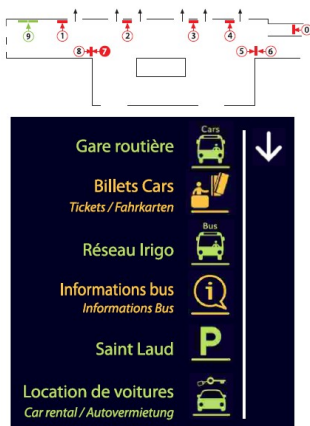 0
9
1
2
3
4
8
7
5
6
Cars
Gare routière
Billets Cars
Tickets / Fahrkarten
Bus
Réseau Irigo
Informations bus
Informations Bus
i
Saint Laud
P
Location de voitures
Car rental / Autovermietung